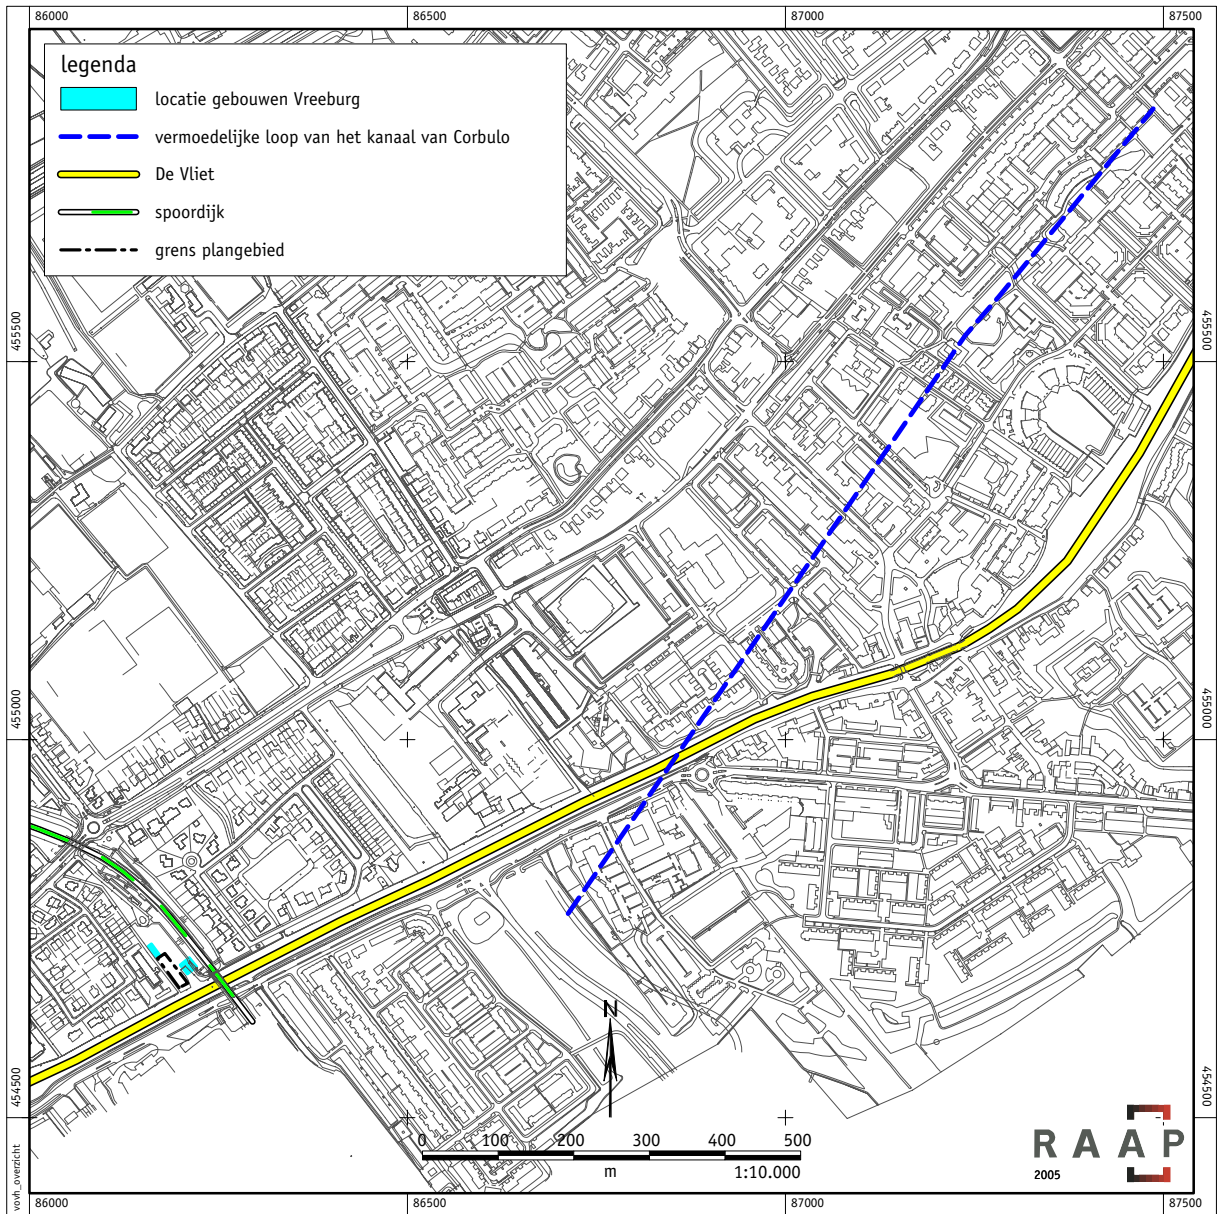 86000 86500 87000 87500
legenda
locatie gebouwen Vreeburg
vermoedelijke loop van het kanaal van Corbulo
De Vliet
spoordijk
grens plangebied
455500 455500
455000 455000
454500 454500
N
0 100 200 300 400 500
m 1:10.000
RAAP
2005
vovh_overzicht
86000 86500 87000 87500